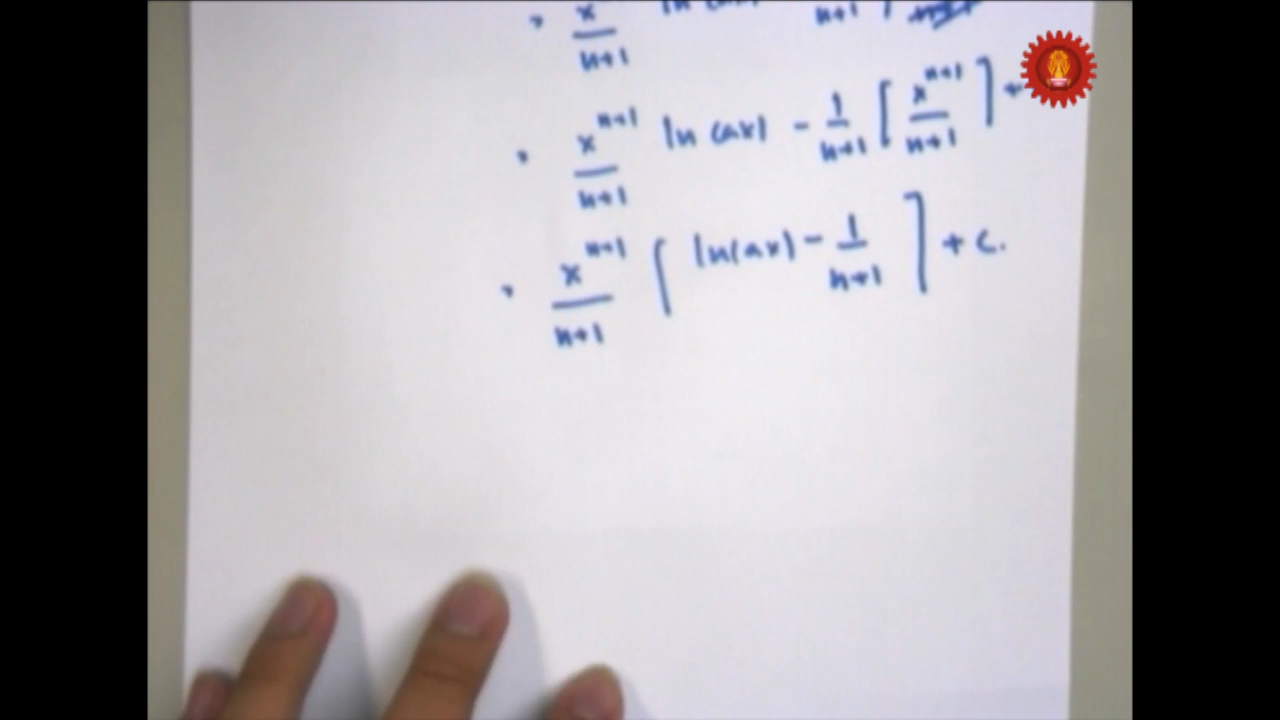 = x^{n+1}/n+1 ln(ax) - 1/n+1 [ x^{n+1}/n+1 ] +
= x^{n+1}/n+1 [ ln(ax) - 1/n+1 ] + c.